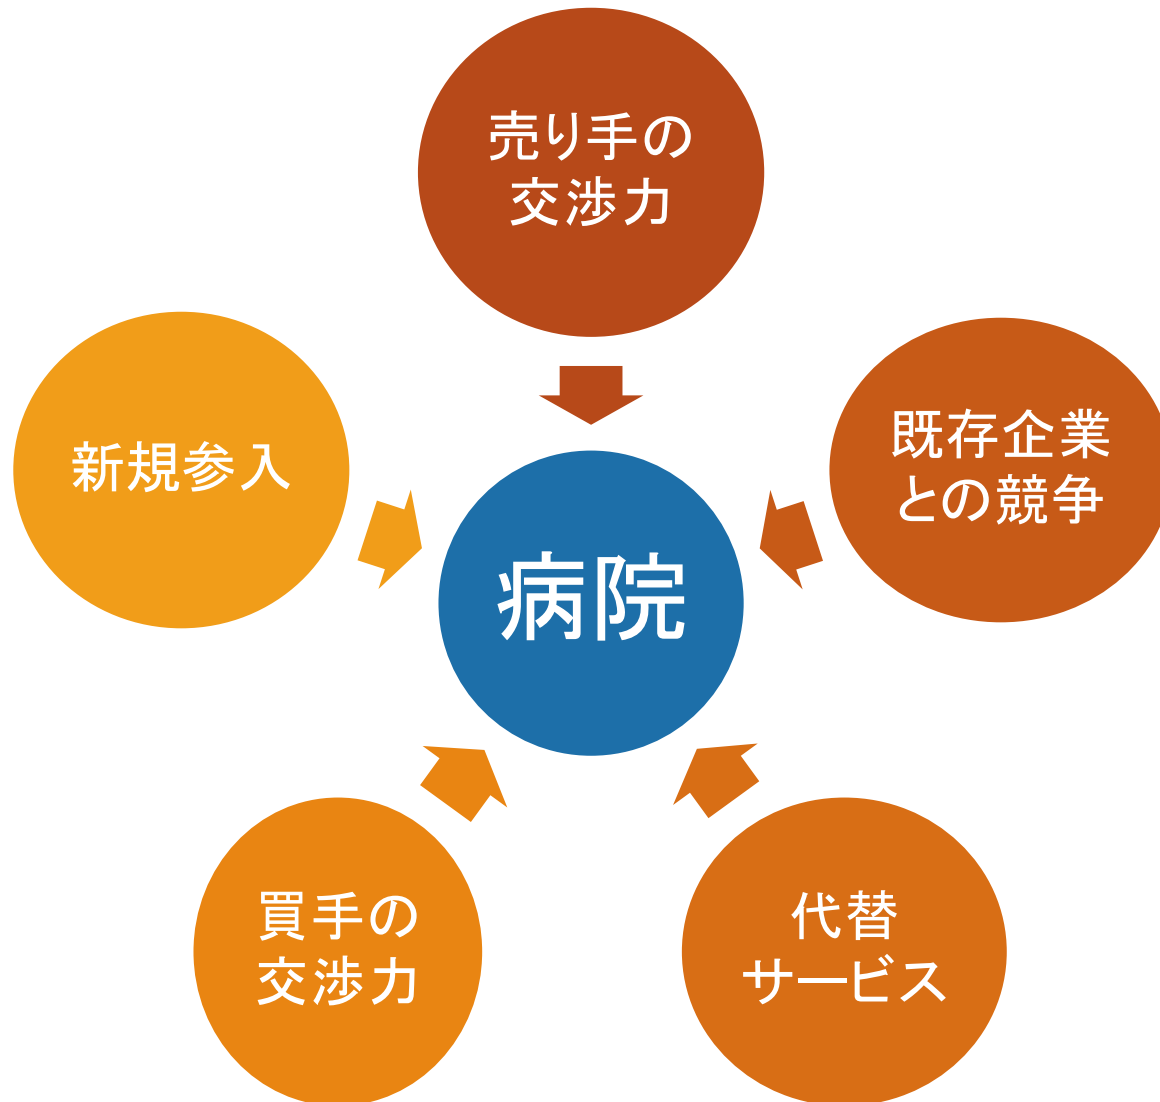 売り手の
交渉力
既存企業
との競争
新規参入
病院
買手の
交渉力
代替
サービス